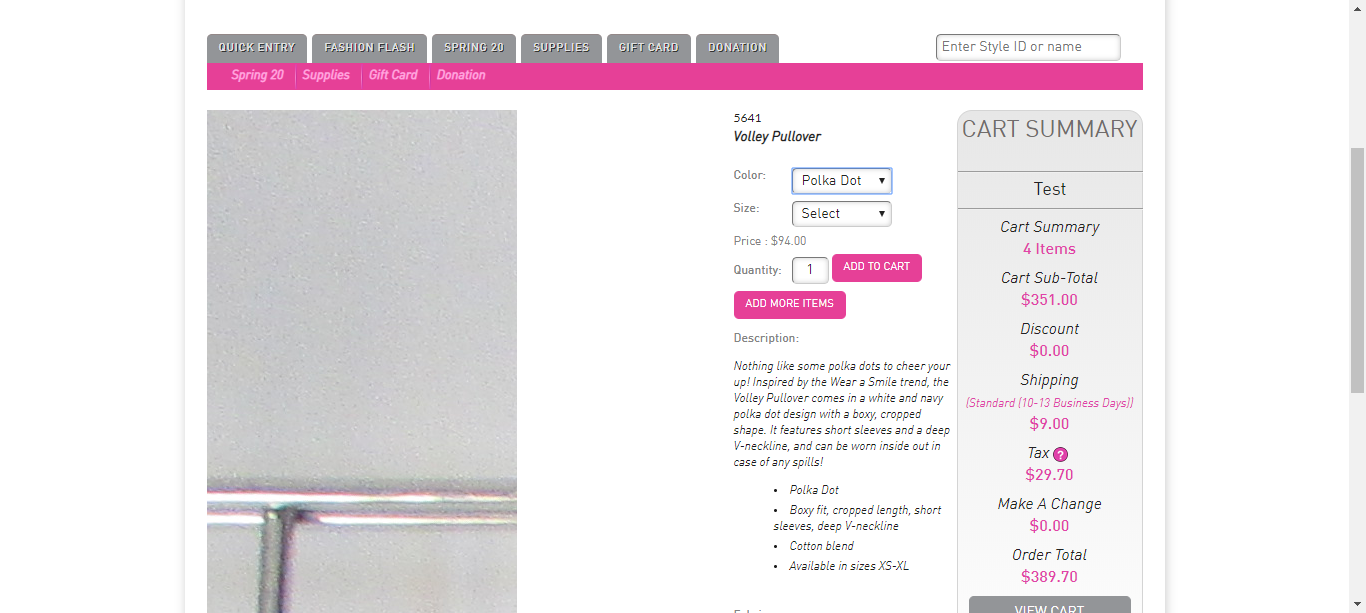 QUICK ENTRY
FASHION FLASH
SPRING 20
SUPPLIES
GIFT CARD
DONATION
Enter Style ID or name
Spring 20
Supplies
Gift Card
Donation
5641
Volley Pullover
Color:
Polka Dot
Size:
Select
Price : $94.00
Quantity:
1
ADD TO CART
ADD MORE ITEMS
Description:
Nothing like some polka dots to cheer your
up! Inspired by the Wear a Smile trend, the
Volley Pullover comes in a white and navy
polka dot design with a boxy, cropped
shape. It features short sleeves and a deep
V-neckline, and can be worn inside out in
case of any spills!
• Polka Dot
• Boxy fit, cropped length, short
sleeves, deep V-neckline
• Cotton blend
• Available in sizes XS-XL
CART SUMMARY
Test
Cart Summary
4 Items
Cart Sub-Total
$351.00
Discount
$0.00
Shipping
(Standard (10-13 Business Days))
$9.00
Tax ?
$29.70
Make A Change
$0.00
Order Total
$389.70
VIEW CART